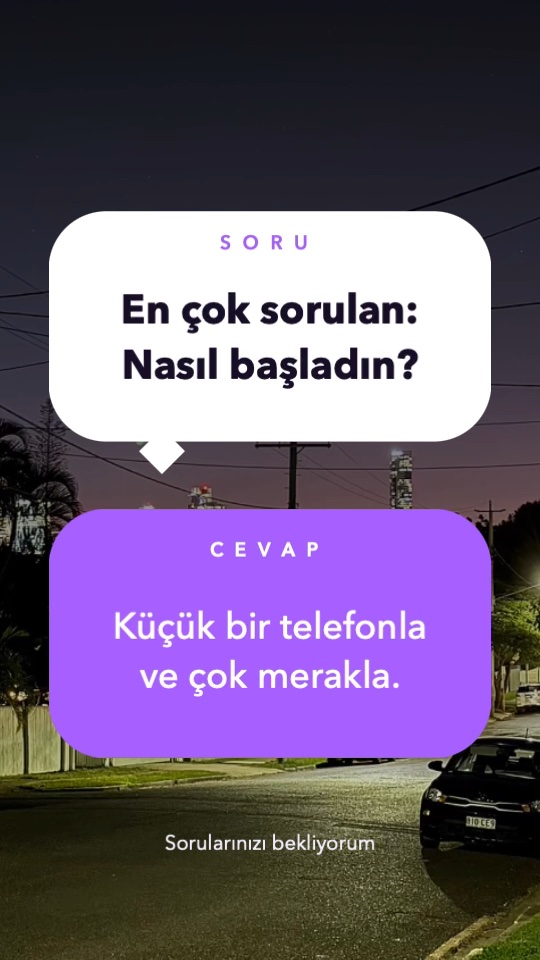 SORU
En çok sorulan:
Nasıl başladın?
CEVAP
Küçük bir telefonla
ve çok merakla.
Sorularınızı bekliyorum